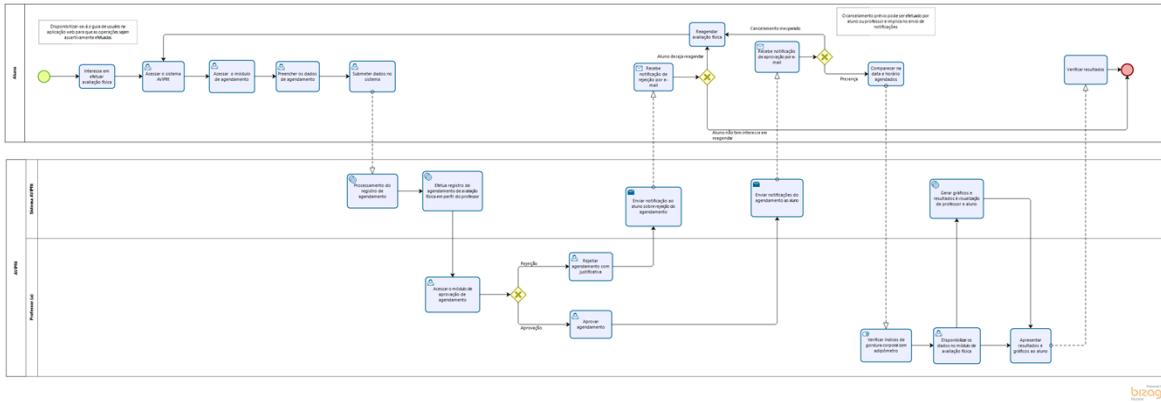 Disponibilizar-se-á o guia de usuário na
aplicação web para que as operações sejam
assertivamente efetuadas.
O cancelamento prévio pode ser efetuado por
aluno ou professor e implica no envio de
notificações
Aluno
Interesse em
efetuar
avaliação física
Acessar o sistema
AVIPRI
Acessar o módulo
de agendamento
Preencher os dados
de agendamento
Submeter dados no
sistema
Reagendar
avaliação física
Cancelamento inesperado
Aluno deseja reagendar
Recebe
notificação de
rejeição por e-
mail
Recebe notificação
de aprovação por e-
mail
Presença
Comparecer na
data e horário
agendados
Verificar resultados
Aluno não tem interesse em
reagendar
AVIPRI
Sistema AVIPRI
Processamento do
registro de
agendamento
Efetua registro de
agendamento de avaliação
física em perfil do professor
Enviar notificação ao
aluno sobre rejeição do
agendamento
Enviar notificações do
agendamento ao aluno
Gerar gráficos e
resultados à visualização
de professor e aluno
Professor (a)
Acessar o módulo de
aprovação de
agendamento
Rejeição
Rejeitar
agendamento com
justificativa
Aprovação
Aprovar
agendamento
Verificar índices de
gordura corporal com
adipômetro
Disponibilizar os
dados no módulo de
avaliação física
Apresentar
resultados e
gráficos ao aluno
bizagi